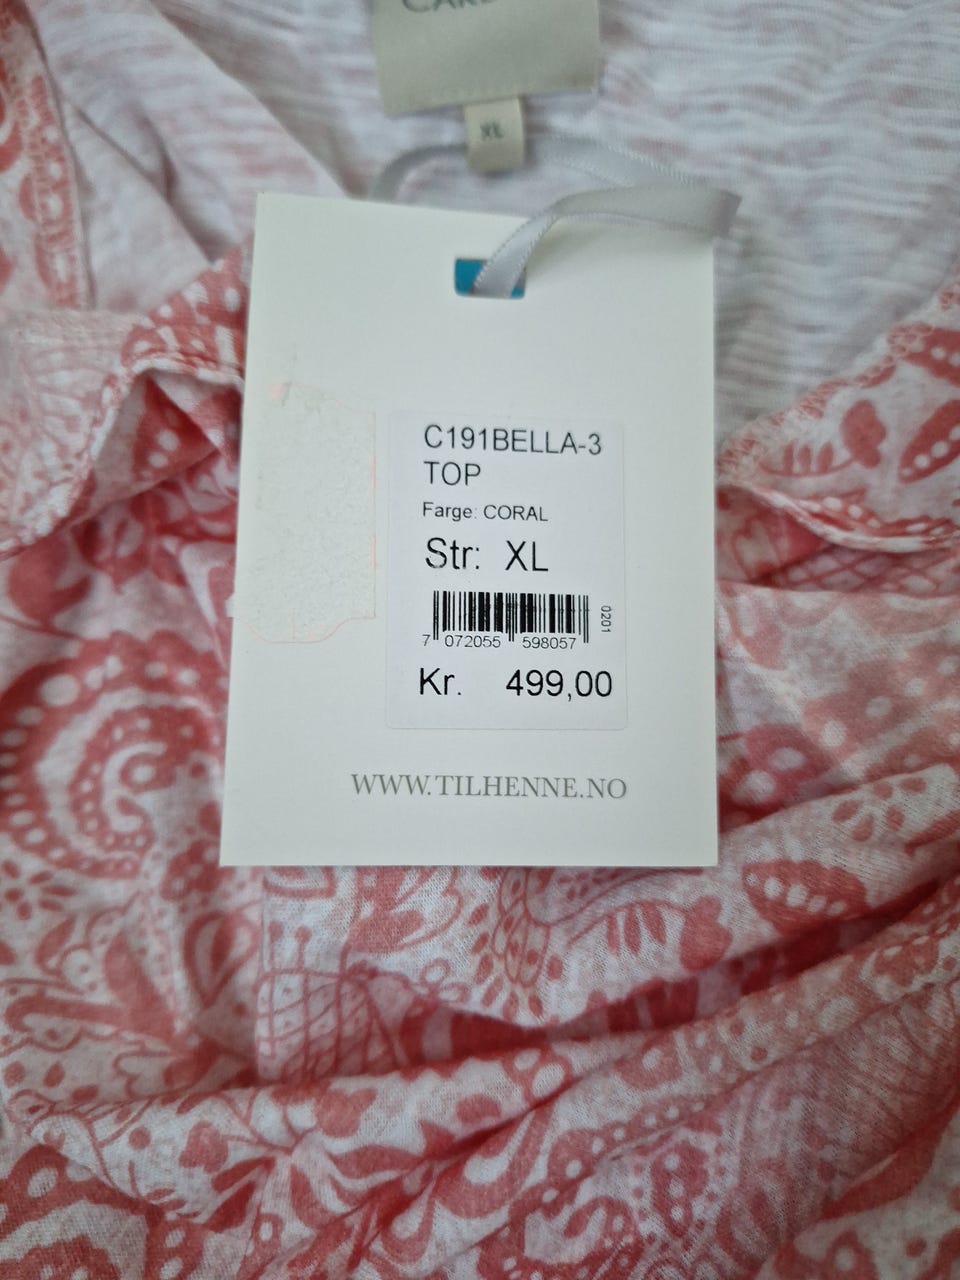 XL
C191BELLA-3
TOP
Farge: CORAL
Str: XL
0201
7 072055 598057
Kr. 499,00
WWW.TILHENNE.NO